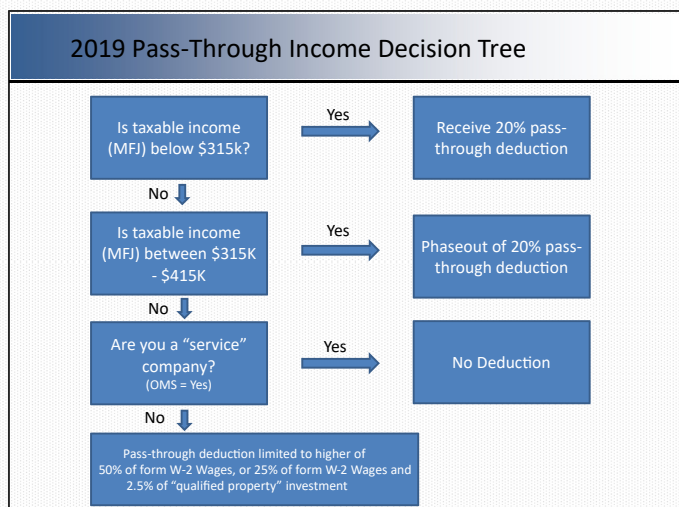 2019 Pass-Through Income Decision Tree
Is taxable income
(MFJ) below $315k?
Yes
Receive 20% pass-
through deduction
No
Is taxable income
(MFJ) between $315K
- $415K
Yes
Phaseout of 20% pass-
through deduction
No
Are you a “service”
company?
(OMS = Yes)
Yes
No Deduction
No
Pass-through deduction limited to higher of
50% of form W-2 Wages, or 25% of form W-2 Wages and
2.5% of “qualified property” investment